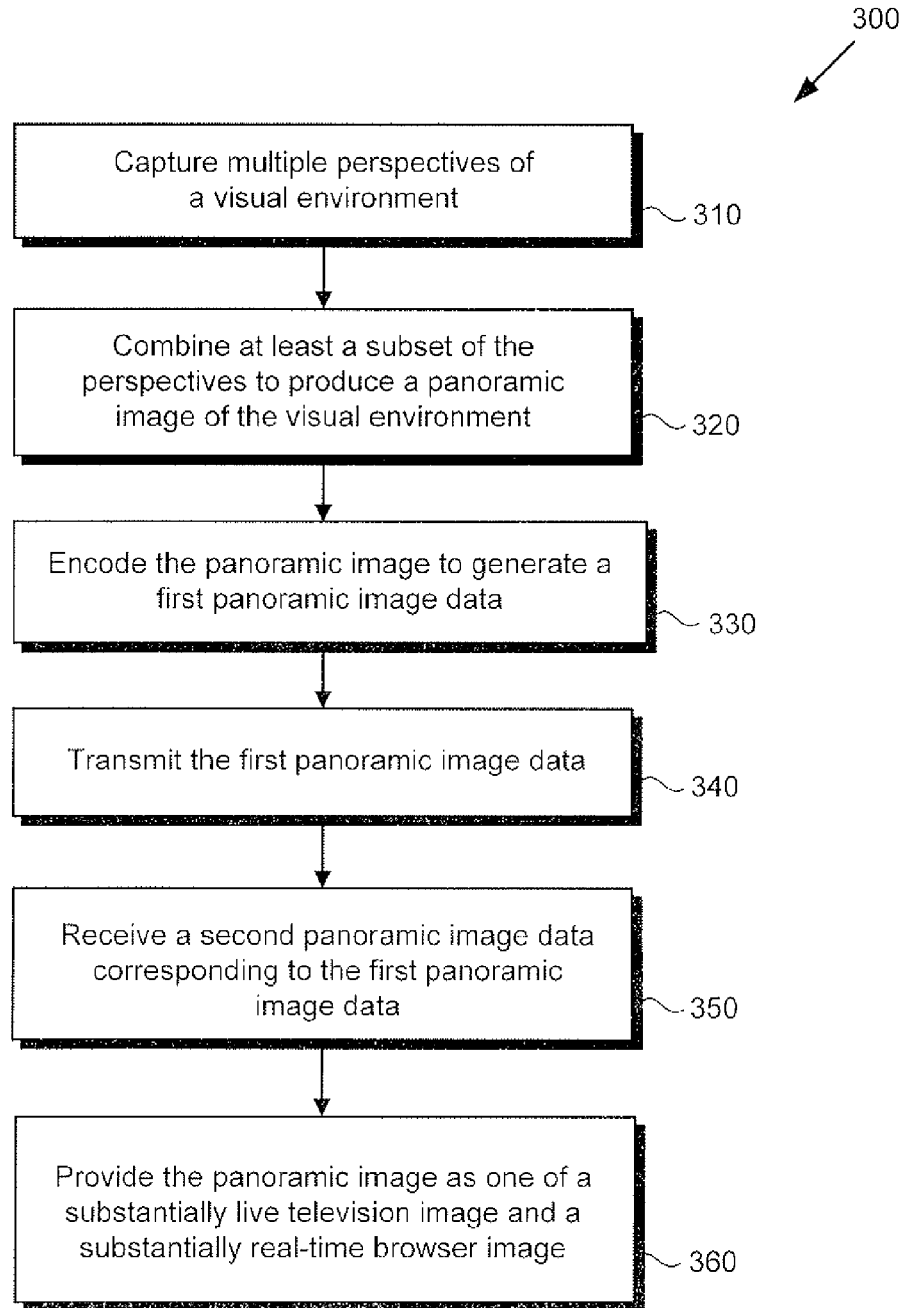 300
Capture multiple perspectives of
a visual environment
310
Combine at least a subset of the
perspectives to produce a panoramic
image of the visual environment
320
Encode the panoramic image to generate a
first panoramic image data
330
Transmit the first panoramic image data
340
Receive a second panoramic image data
corresponding to the first panoramic
image data
350
Provide the panoramic image as one of a
substantially live television image and a
substantially real-time browser image
360